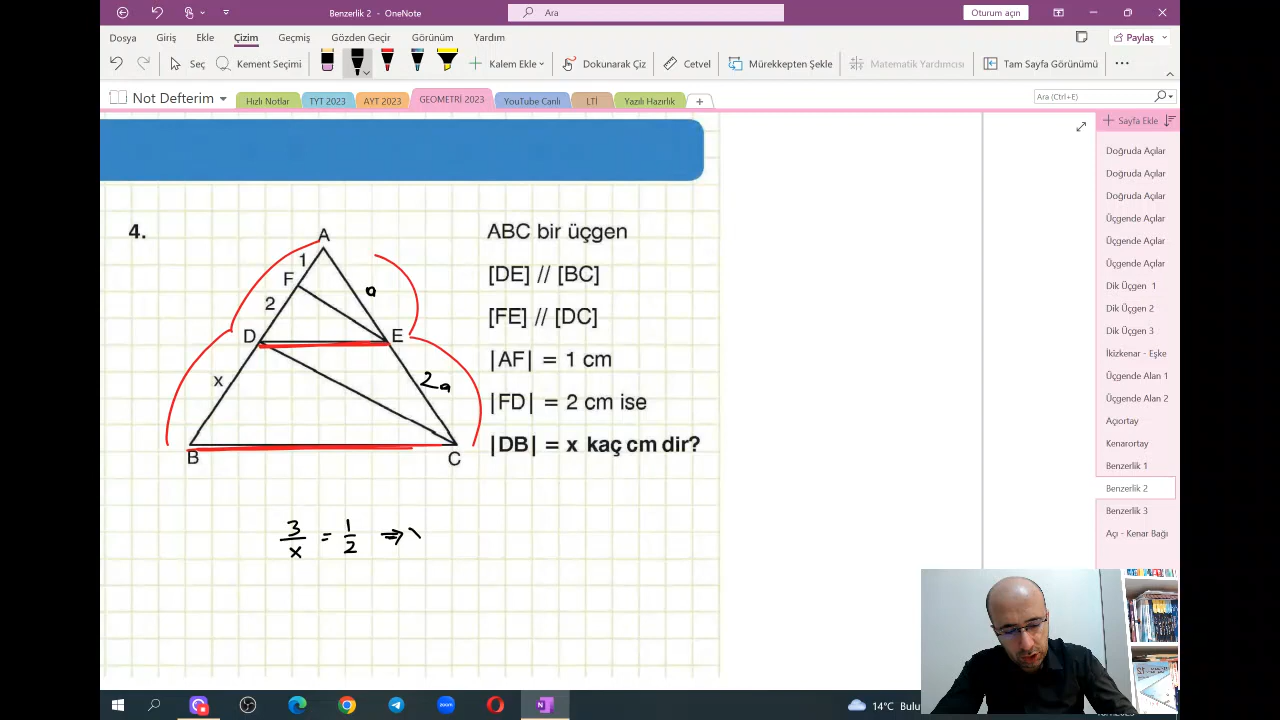 Benzerlik 2 - OneNote
Ara
Oturum açın
Dosya
Giriş
Ekle
Çizim
Geçmiş
Gözden Geçir
Görünüm
Yardım
Paylaş
Seç
Kement Seçimi
Kalem Ekle
Dokunarak Çiz
Cetvel
Mürekkepten Şekle
Matematik Yardımcısı
Tam Sayfa Görünümü
Not Defterim
Hızlı Notlar
TYT 2023
AYT 2023
GEOMETRİ 2023
YouTube Canlı
LTİ
Yazılı Hazırlık
Ara (Ctrl+E)
Sayfa Ekle
Doğruda Açılar
Doğruda Açılar
Doğruda Açılar
Üçgende Açılar
Üçgende Açılar
Üçgende Açılar
Dik Üçgen 1
Dik Üçgen 2
Dik Üçgen 3
İkizkenar - Eşke
Üçgende Alan 1
Üçgende Alan 2
Açıortay
Kenarortay
Benzerlik 1
Benzerlik 2
Benzerlik 3
Açı - Kenar Bağı
4.
A
1
F
a
2
D
E
x
2a
B
C
ABC bir üçgen
[DE] // [BC]
[FE] // [DC]
|AF| = 1 cm
|FD| = 2 cm ise
|DB| = x kaç cm dir?
3/x = 1/2 ⇒
zoom
14°C Bulu